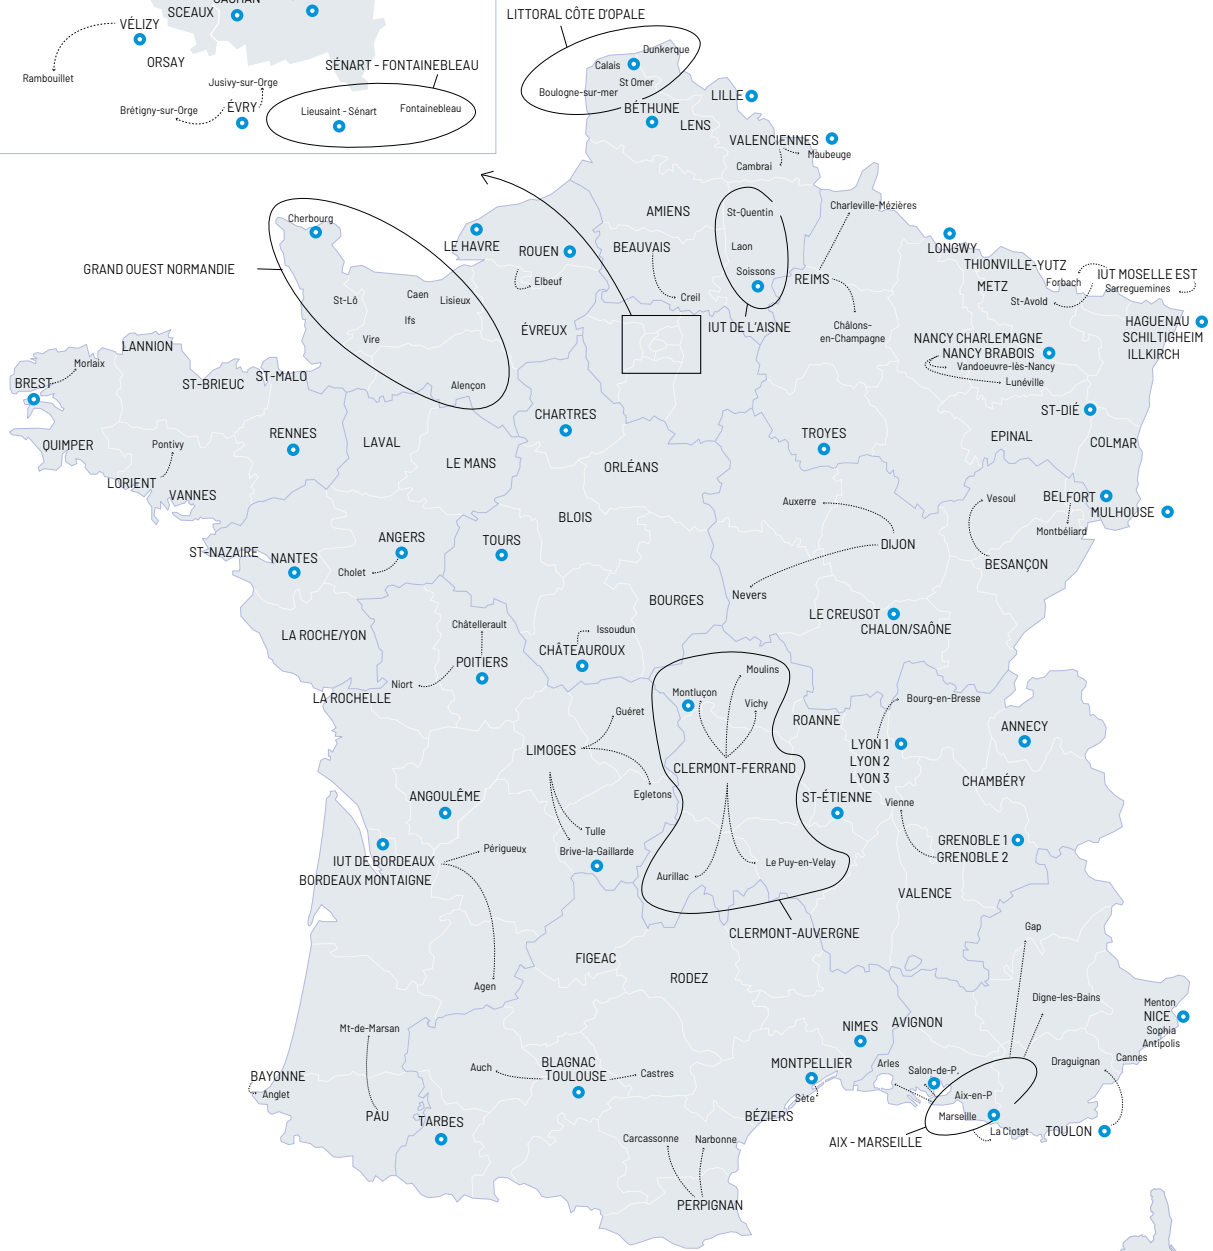 CACHAN
SCEAUX
VÉLIZY
ORSAY
Rambouillet
SÉNART - FONTAINEBLEAU
Jusivy-sur-Orge
Brétigny-sur-Orge
ÉVRY
Lieusaint - Sénart
Fontainebleau
LITTORAL CÔTE D'OPALE
Dunkerque
Calais
St Omer
Boulogne-sur-mer
BÉTHUNE
LILLE
LENS
VALENCIENNES
Maubeuge
Cambrai
Cherbourg
GRAND OUEST NORMANDIE
St-Lô
Caen
Lisieux
Ifs
Vire
Alençon
LE HAVRE
ROUEN
Elbeuf
ÉVREUX
AMIENS
BEAUVAIS
Creil
St-Quentin
Laon
Soissons
IUT DE L'AISNE
Charleville-Mézières
REIMS
Châlons-
en-Champagne
LONGWY
THIONVILLE-YUTZ
IUT MOSELLE EST
METZ
Forbach
Sarreguemines
St-Avold
HAGUENAU
SCHILTIGHEIM
ILLKIRCH
NANCY CHARLEMAGNE
NANCY BRABOIS
Vandoeuvre-lès-Nancy
Lunéville
ST-DIÉ
EPINAL
COLMAR
LANNION
Morlaix
BREST
ST-BRIEUC
ST-MALO
QUIMPER
Pontivy
RENNES
LORIENT
VANNES
LAVAL
LE MANS
CHARTRES
ORLÉANS
TROYES
Auxerre
Vesoul
BELFORT
MULHOUSE
Montbéliard
BLOIS
ANGERS
TOURS
ST-NAZAIRE
NANTES
Cholet
DIJON
BESANÇON
Nevers
BOURGES
LE CREUSOT
CHALON/SAÔNE
LA ROCHE/YON
Châtellerault
Issoudun
CHÂTEAUROUX
POITIERS
Niort
LA ROCHELLE
Moulins
Montluçon
Vichy
ROANNE
Bourg-en-Bresse
ANNECY
Guéret
LIMOGES
LYON 1
LYON 2
LYON 3
CLERMONT-FERRAND
CHAMBÉRY
Egletons
ANGOULÊME
ST-ÉTIENNE
Vienne
Tulle
Brive-la-Gaillarde
GRENOBLE 1
GRENOBLE 2
Périgueux
IUT DE BORDEAUX
BORDEAUX MONTAIGNE
Le Puy-en-Velay
Aurillac
VALENCE
CLERMONT-AUVERGNE
Gap
FIGEAC
RODEZ
Agen
Digne-les-Bains
Menton
NICE
Sophia
Antipolis
Cannes
Mt-de-Marsan
NIMES
AVIGNON
Draguignan
BLAGNAC
TOULOUSE
Auch
Castres
MONTPELLIER
Sète
Arles
Salon-de-P.
Aix-en-P
BAYONNE
Anglet
PAU
TARBES
BÉZIERS
Marseille
La Ciotat
TOULON
AIX - MARSEILLE
Carcassonne
Narbonne
PERPIGNAN